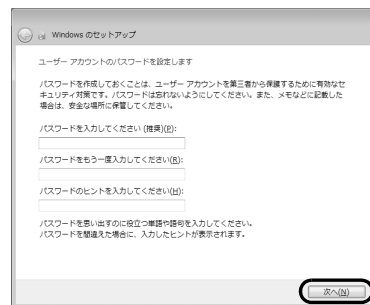 Windows のセットアップ
ユーザー アカウントのパスワードを設定します
パスワードを作成しておくことは、ユーザー アカウントを第三者から保護するために有効なセ
キュリティ対策です。パスワードは忘れないようにしてください。また、メモなどに記載した
場合は、安全な場所に保管してください。
パスワードを入力してください (推奨)(P):
パスワードをもう一度入力してください(R):
パスワードのヒントを入力してください(H):
パスワードを思い出すのに役立つ単語や語句を入力してください。
パスワードを間違えた場合に、入力したヒントが表示されます。
次へ(N)